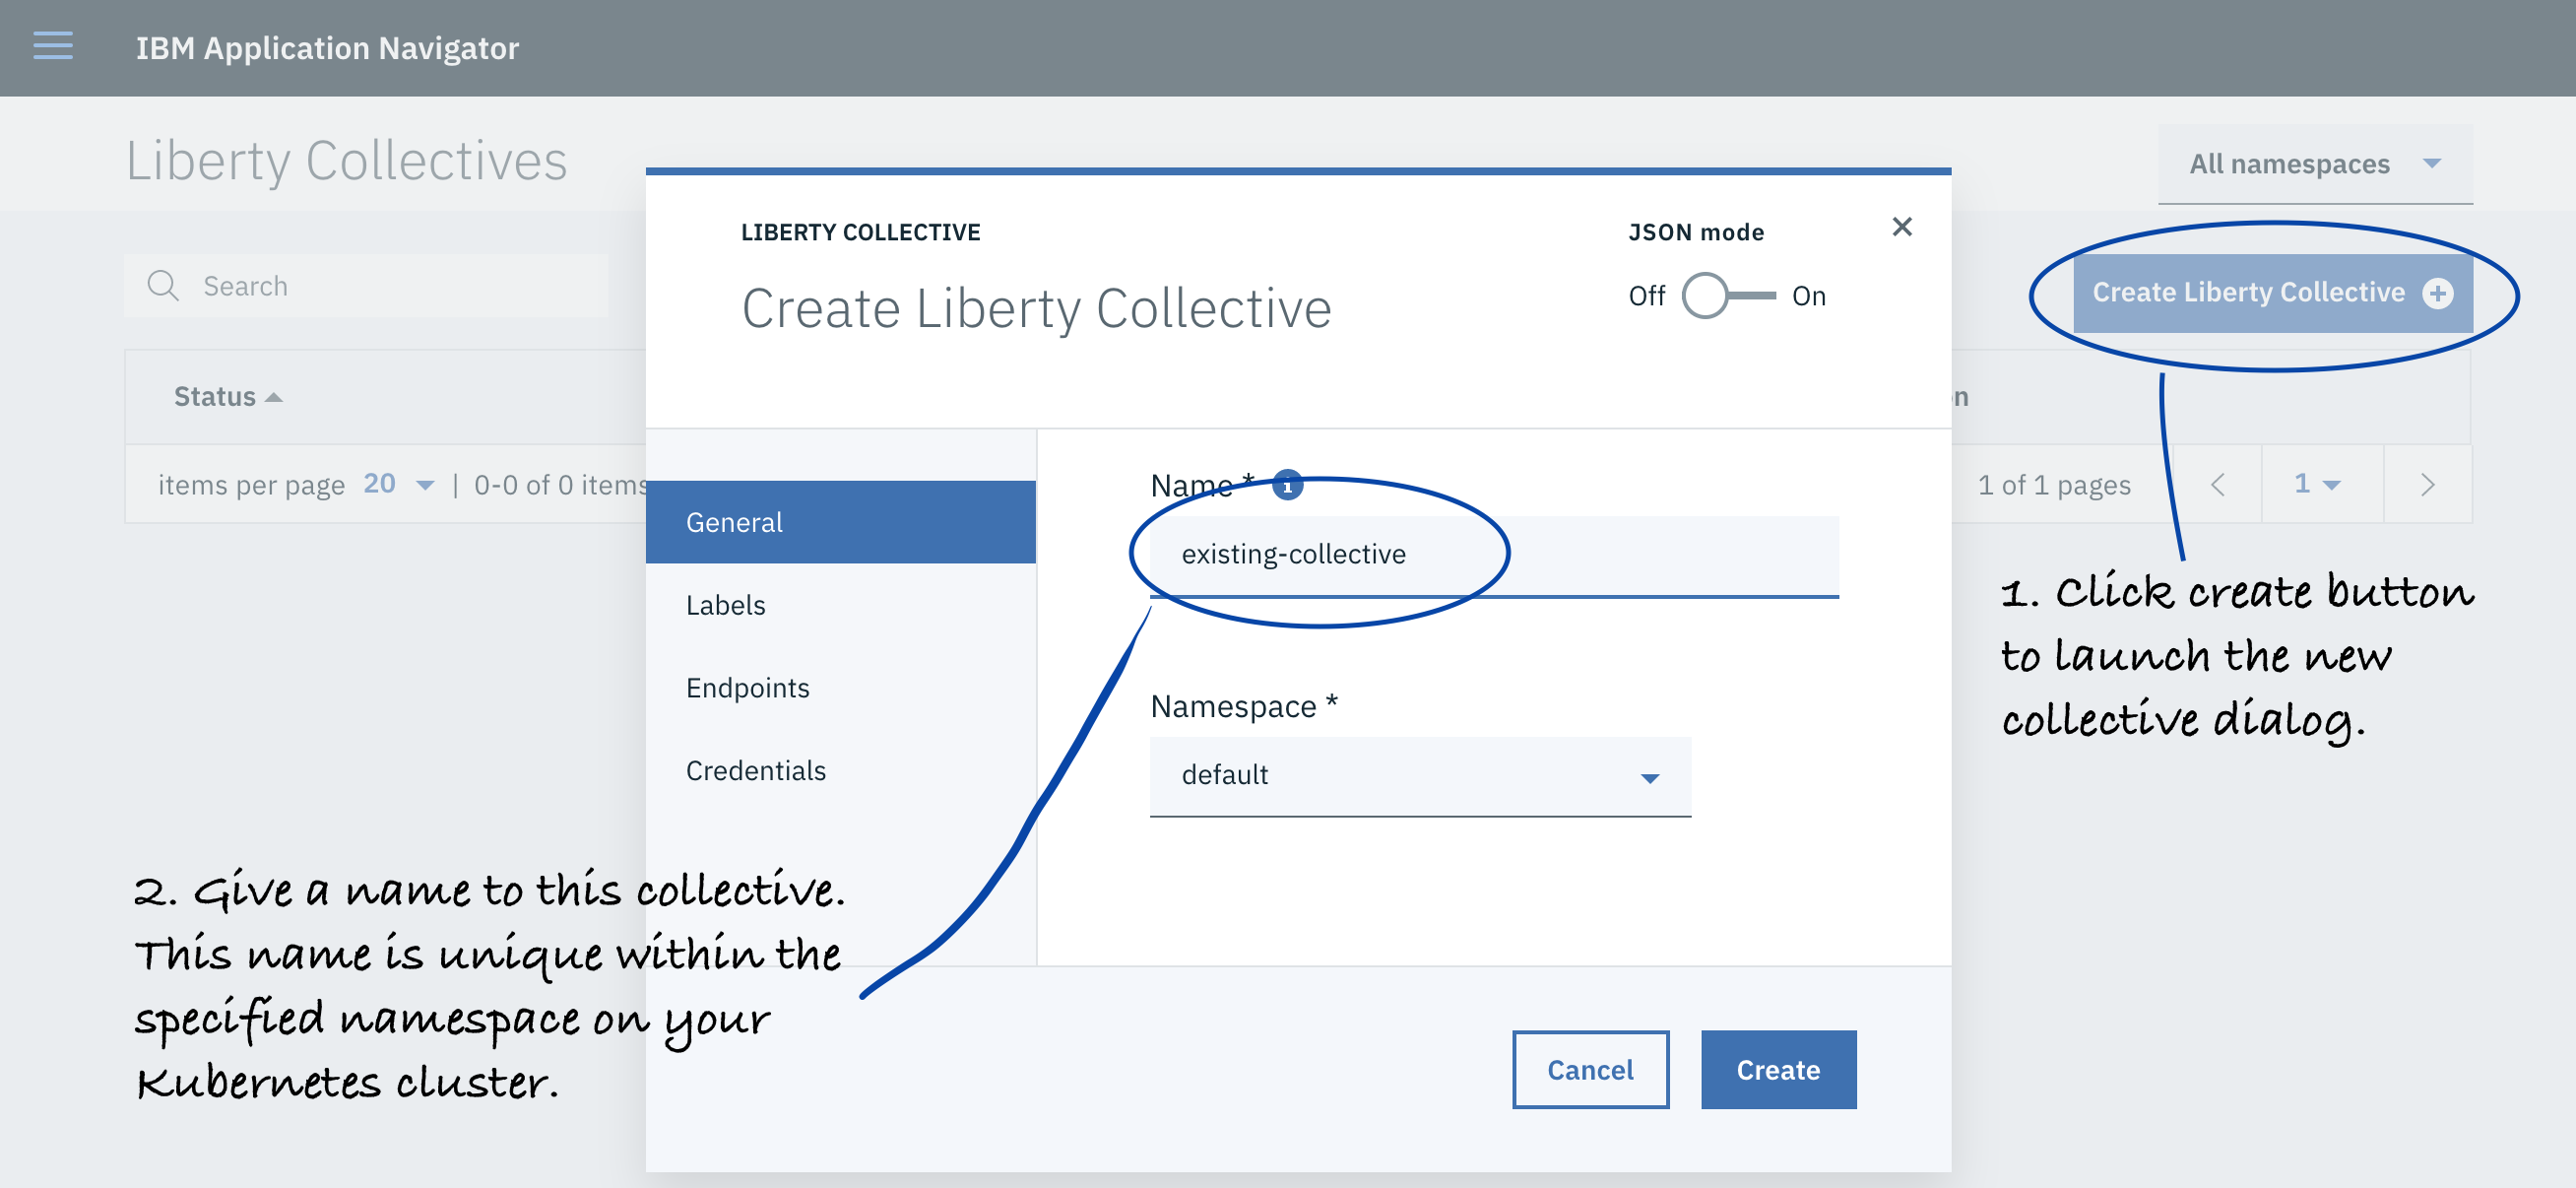 IBM Application Navigator
Liberty Collectives
All namespaces
Search
Create Liberty Collective
Status
items per page 20 | 0-0 of 0 items
1 of 1 pages
1
LIBERTY COLLECTIVE
JSON mode
Create Liberty Collective
Off On
General
Labels
Endpoints
Credentials
Name *
existing-collective
Namespace *
default
Cancel
Create
1. Click create button
to launch the new
collective dialog.
2. Give a name to this collective.
This name is unique within the
specified namespace on your
Kubernetes cluster.